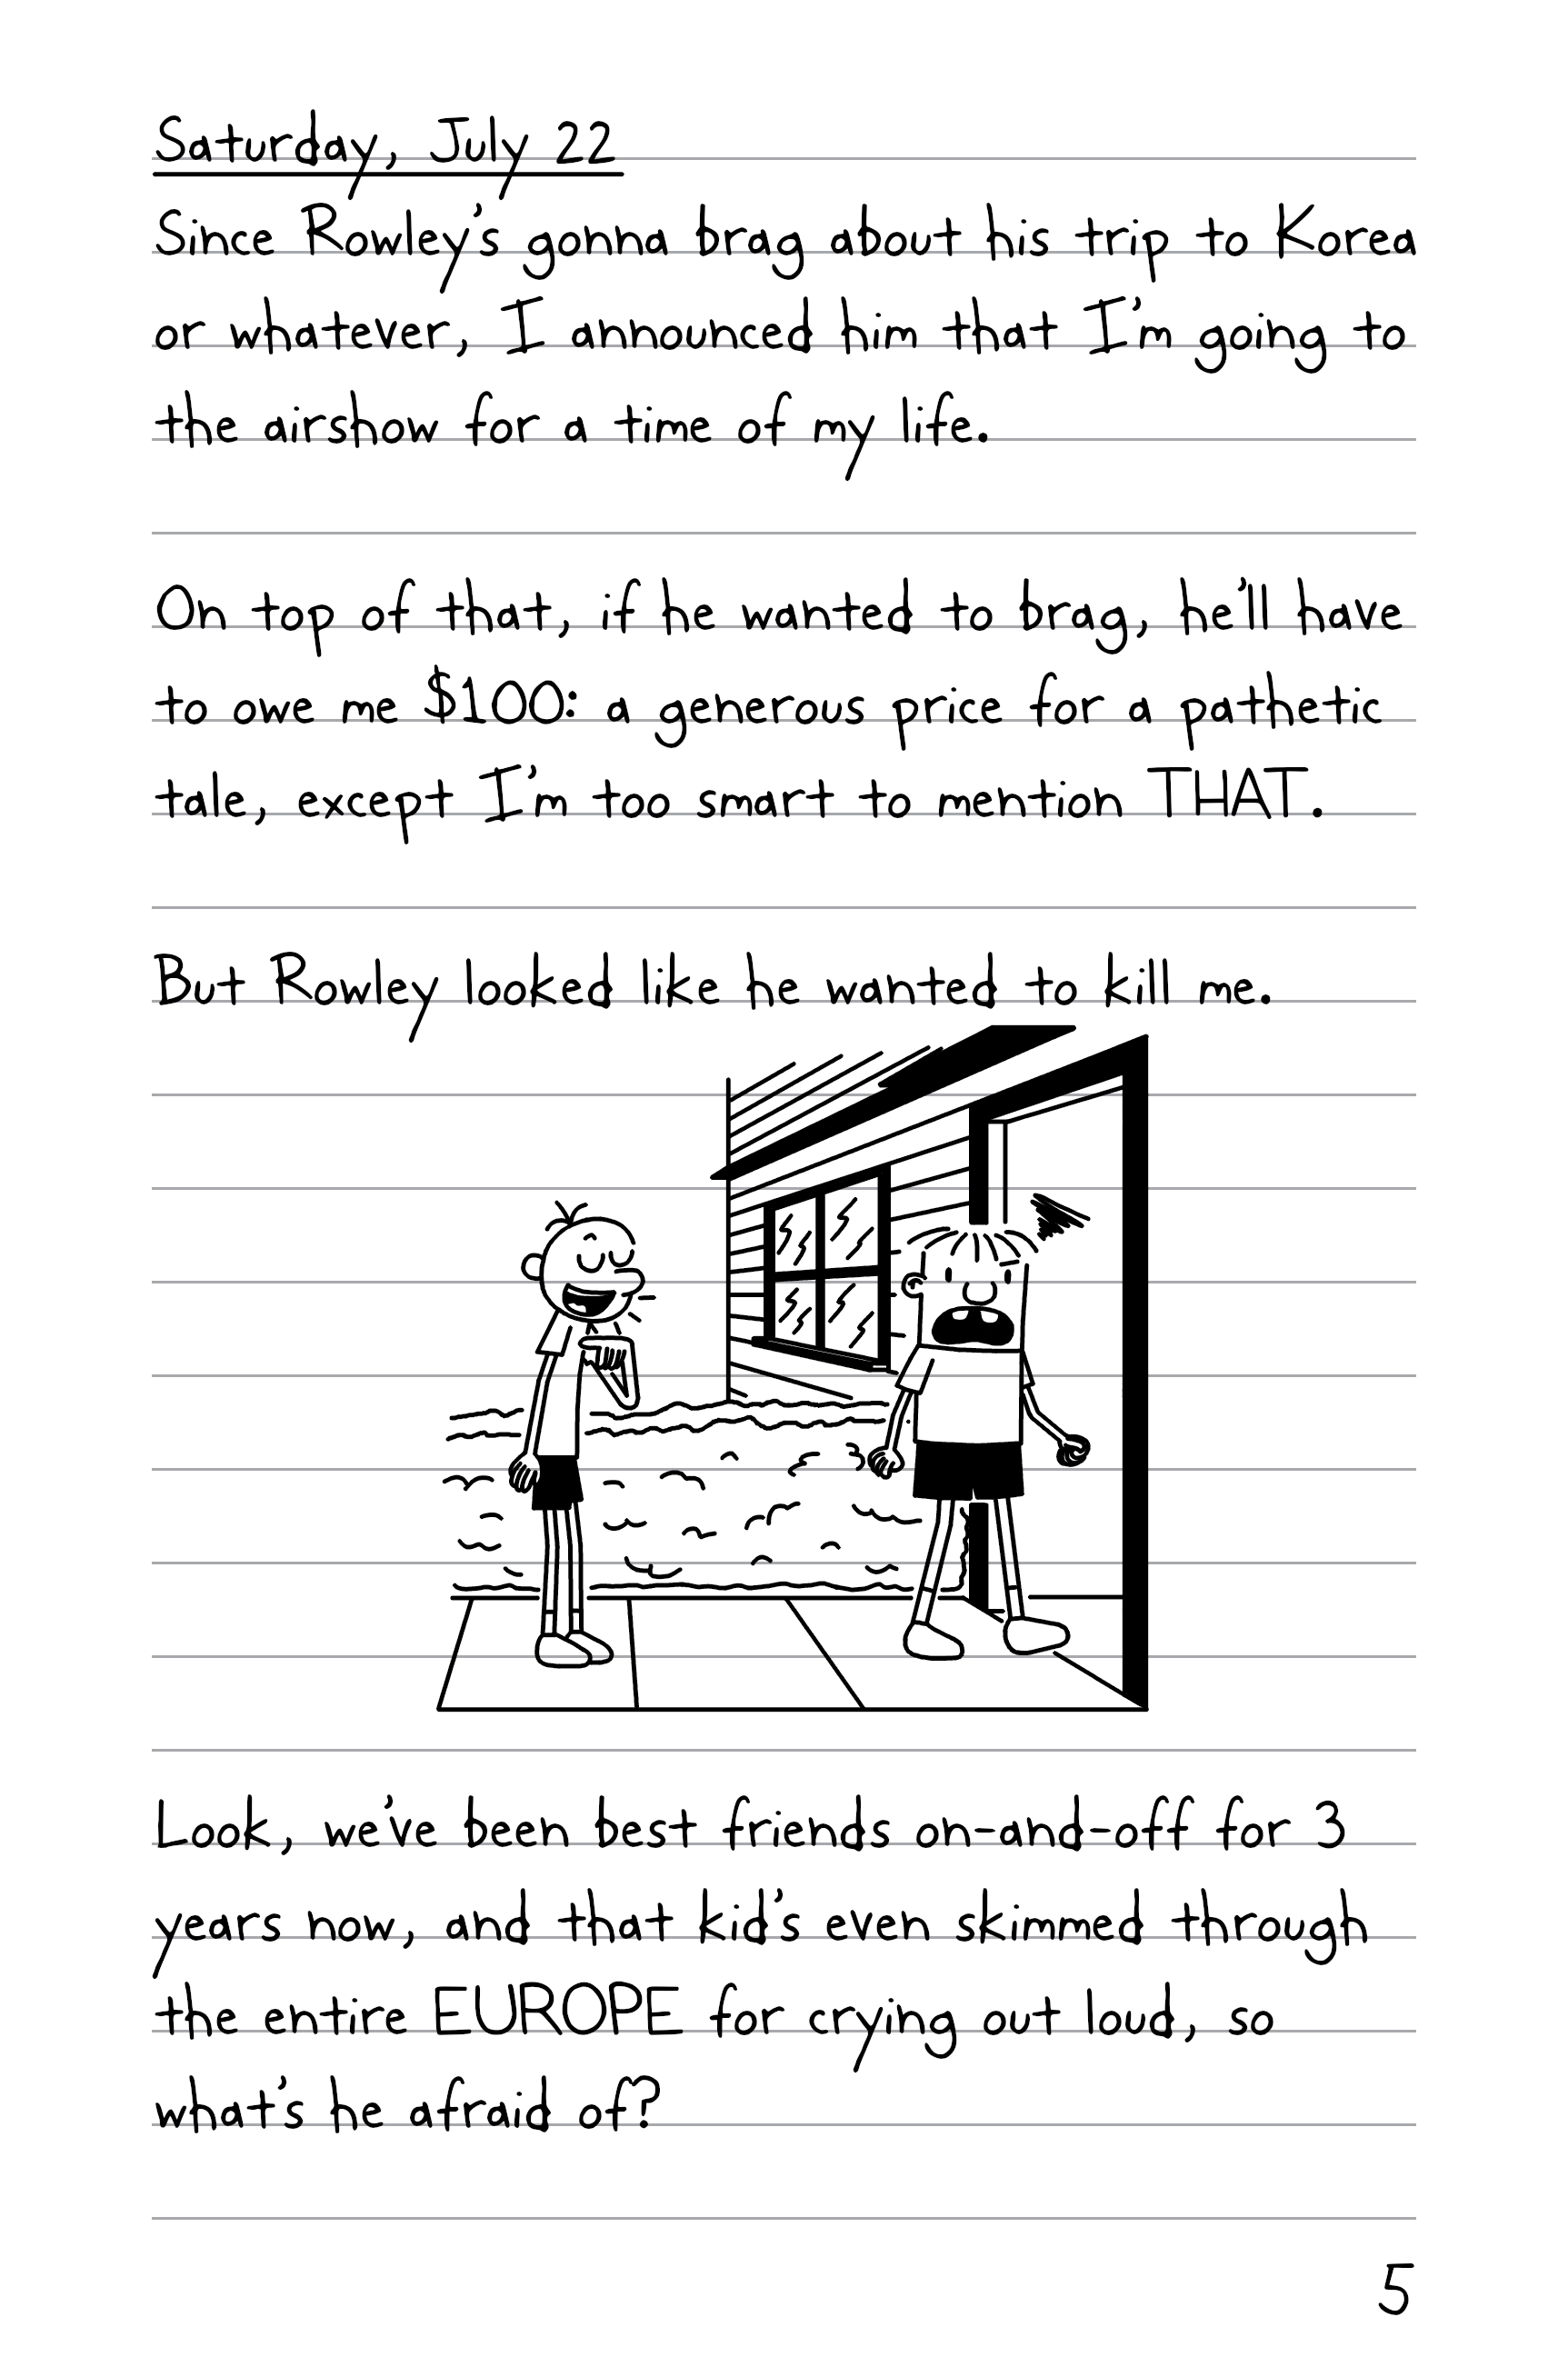 Saturday, July 22
Since Rowley's gonna brag about his trip to Korea
or whatever, I announced him that I'm going to
the airshow for a time of my life.
On top of that, if he wanted to brag, he'll have
to owe me $100: a generous price for a pathetic
tale, except I'm too smart to mention THAT.
But Rowley looked like he wanted to kill me.
Look, we've been best friends on-and-off for 3
years now, and that kid's even skimmed through
the entire EUROPE for crying out loud, so
what's he afraid of?
5